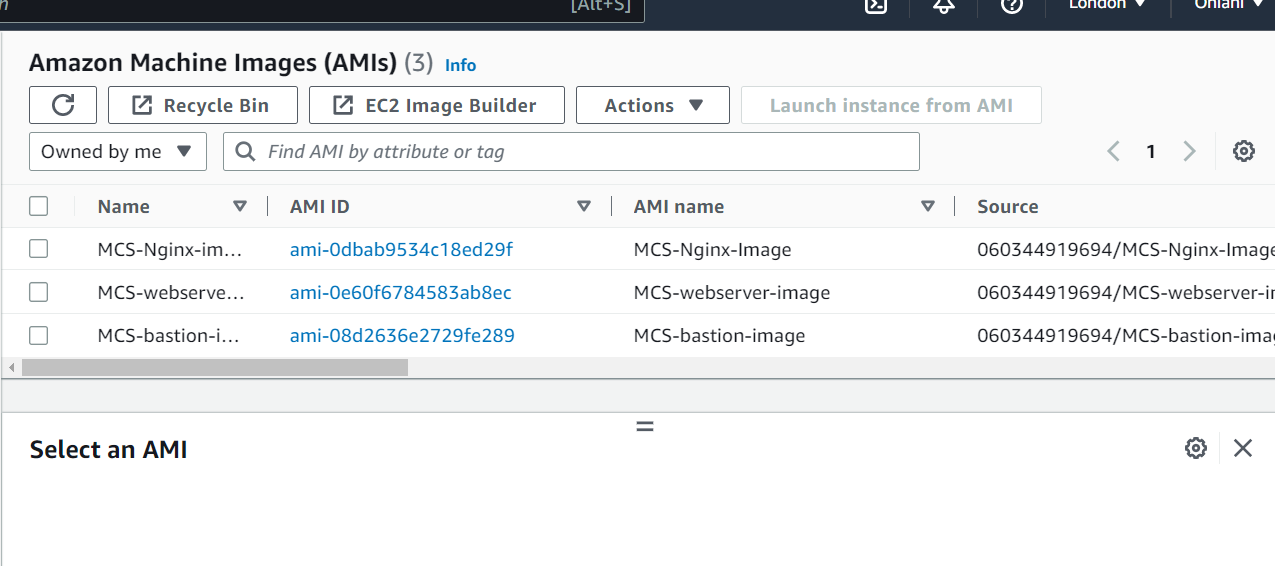 [Alt+S]
London
Amazon Machine Images (AMIs) (3) Info
Recycle Bin
EC2 Image Builder
Actions
Launch instance from AMI
Owned by me
Find AMI by attribute or tag
1
Name AMI ID AMI name Source
MCS-Nginx-im... ami-0dbab9534c18ed29f MCS-Nginx-Image 060344919694/MCS-Nginx-Image
MCS-webserve... ami-0e60f6784583ab8ec MCS-webserver-image 060344919694/MCS-webserver-i
MCS-bastion-i... ami-08d2636e2729fe289 MCS-bastion-image 060344919694/MCS-bastion-ima
Select an AMI